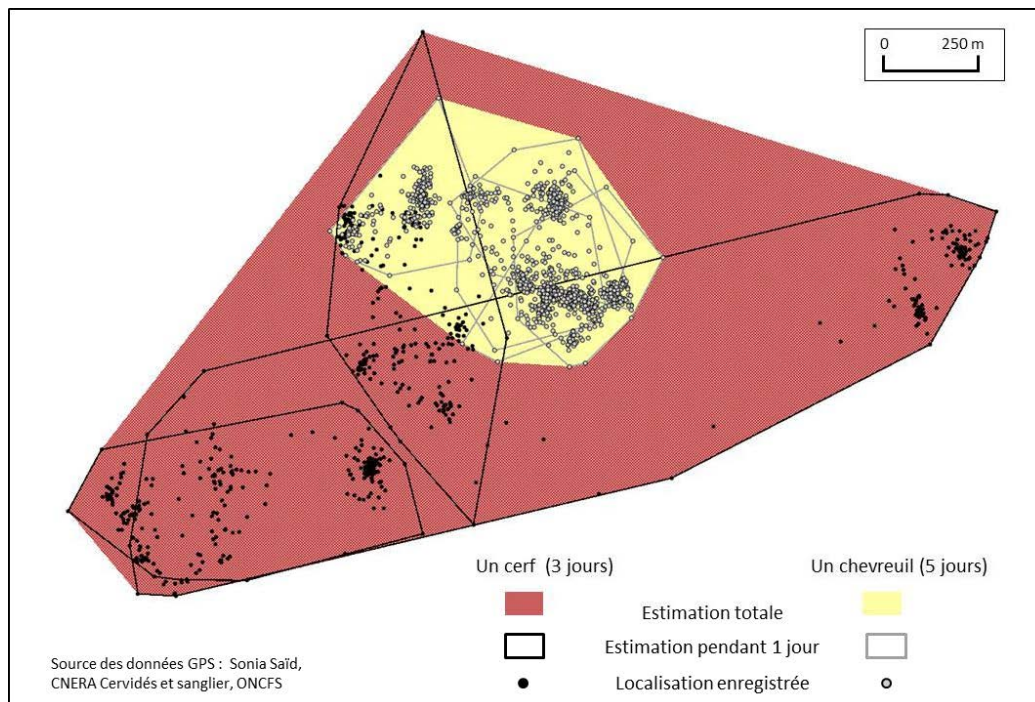 0 250 m
Un cerf (3 jours) Un chevreuil (5 jours)
Estimation totale
Estimation pendant 1 jour
Localisation enregistrée
Source des données GPS : Sonia Saïd,
CNERA Cervidés et sanglier, ONCFS